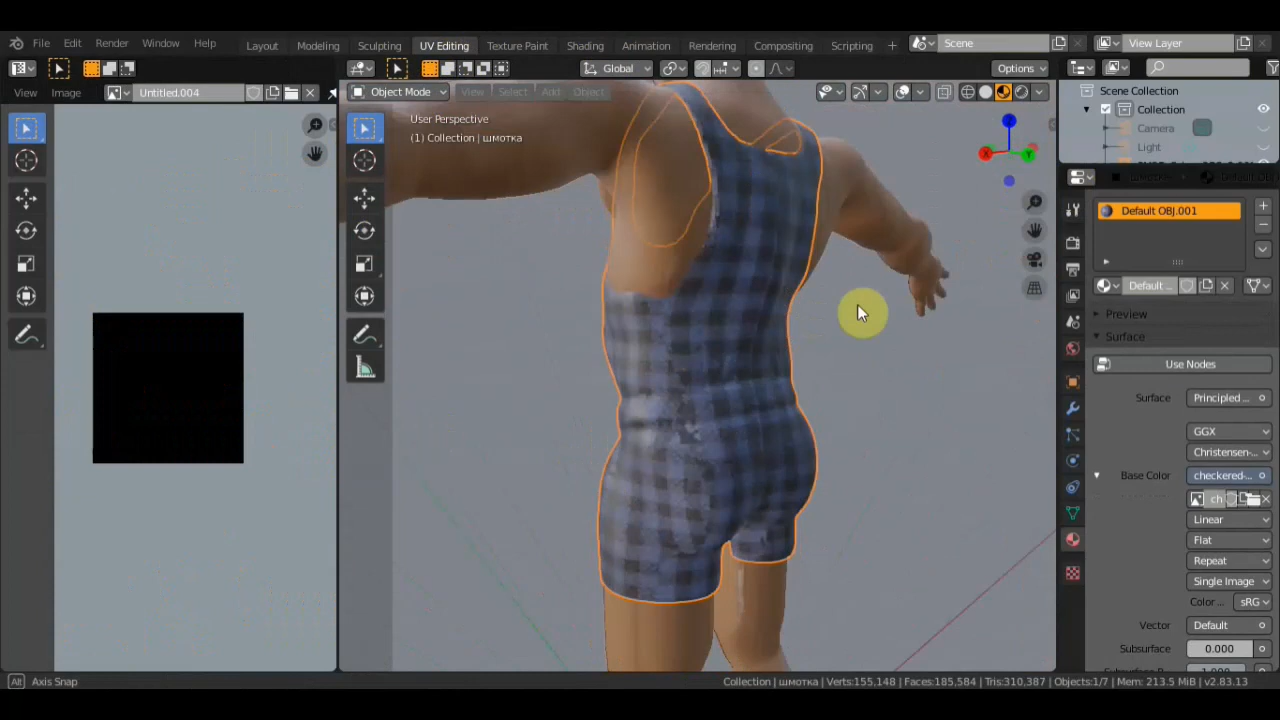 File Edit Render Window Help Layout Modeling Sculpting UV Editing Texture Paint Shading Animation Rendering Compositing Scripting + Scene View Layer
Global Options
View Image Untitled.004 Object Mode View Select Add Object
Scene Collection
Collection
Camera
Light
User Perspective
(1) Collection | шмотка
X Y Z
Default OBJ.001
Default ...
Preview
Surface
Use Nodes
Surface Principled ...
GGX
Christensen-...
Base Color checkered-...
ch
Linear
Flat
Repeat
Single Image
Color ... sRG
Vector Default
Subsurface 0.000
Alt Axis Snap Collection | шмотка | Verts:155,148 | Faces:185,584 | Tris:310,387 | Objects:1/7 | Mem: 213.5 MiB | v2.83.13